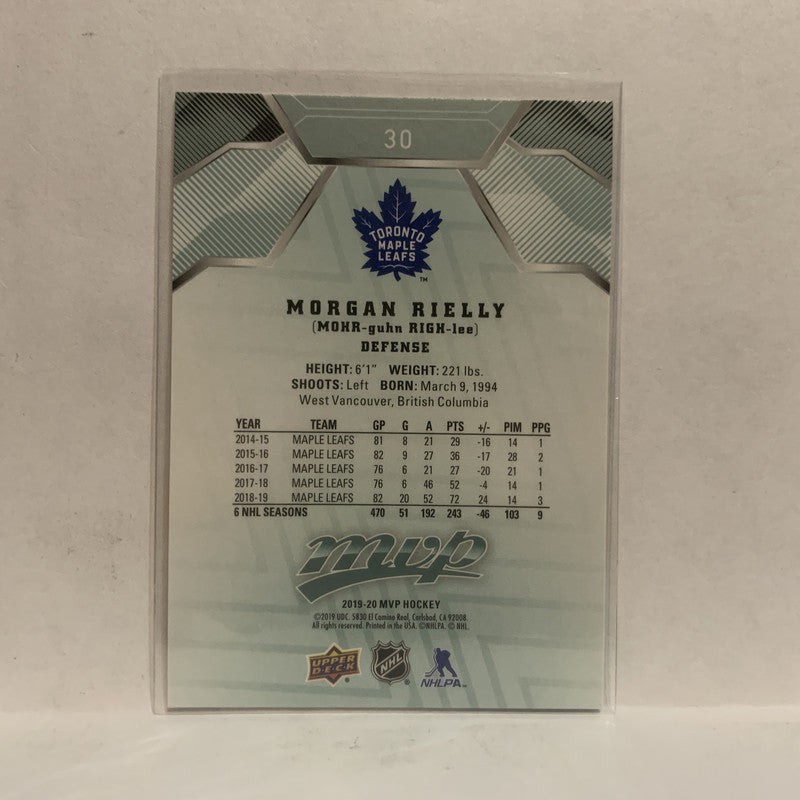 30
TORONTO
MAPLE
LEAFS
TM
MORGAN RIELLY
(MOHR-guhn RIGH-lee)
DEFENSE
HEIGHT: 6'1" WEIGHT: 221 lbs.
SHOOTS: Left BORN: March 9, 1994
West Vancouver, British Columbia
YEAR TEAM GP G A PTS +/- PIM PPG
2014-15 MAPLE LEAFS 81 8 21 29 -16 14 1
2015-16 MAPLE LEAFS 82 9 27 36 -17 28 2
2016-17 MAPLE LEAFS 76 6 21 27 -20 21 1
2017-18 MAPLE LEAFS 76 6 46 52 -4 14 1
2018-19 MAPLE LEAFS 82 20 52 72 24 14 3
6 NHL SEASONS 470 51 192 243 -46 103 9
mvp
2019-20 MVP HOCKEY
©2019 UDC. 5830 El Camino Real, Carlsbad, CA 92008.
All rights reserved. Printed in the USA. ©NHLPA. © NHL.
UPPER
D·E·C·K
NHL
NHLPA